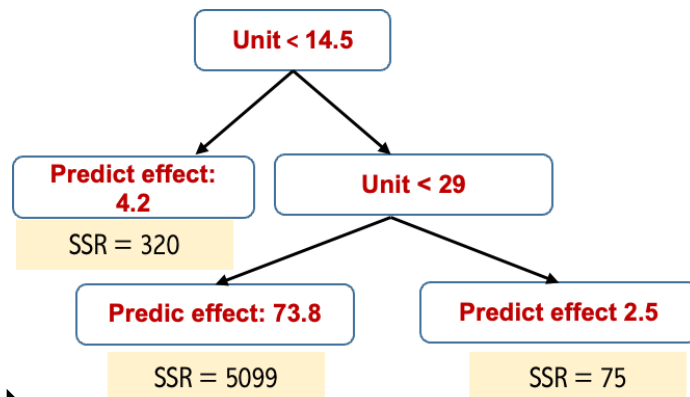 Unit < 14.5
Predict effect:
4.2
Unit < 29
SSR = 320
Predic effect: 73.8
Predict effect 2.5
SSR = 5099
SSR = 75